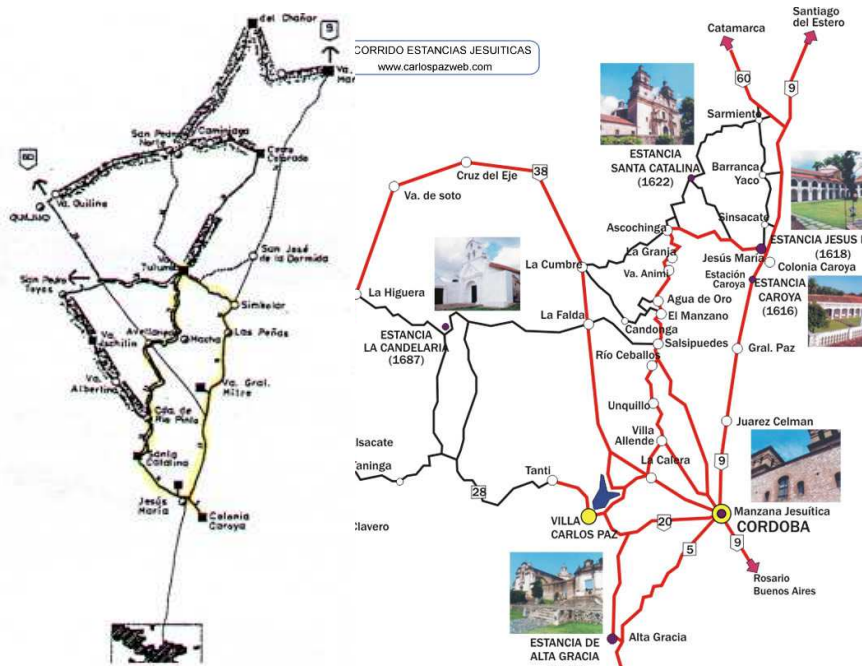 del Chañar
9
Va.
60
San Pedro
Norte
Caminiaga
Cerro
Colorado
QUILINO
Va. Quilino
San José
de la Dormida
Va.
Tulumba
San Pedro
Toyos
Simbolar
Avellaneda
Macha
Las Peñas
Va.
Ischilín
Va.
Albertina
Va. Gral.
Mitre
Cda. de
Río Pinto
Santa
Catalina
Jesús
María
Colonia
Caroya
CORRIDO ESTANCIAS JESUITICAS
www.carlospazweb.com
Santiago
del Estero
Catamarca
60
9
Sarmiento
ESTANCIA
SANTA CATALINA
(1622)
Barranca
Yaco
Cruz del Eje
38
Va. de soto
Sinsacate
Ascochinga
ESTANCIA JESUS
(1618)
Jesús María
La Granja
Va. Animi
Colonia Caroya
Estación
Caroya
ESTANCIA
CAROYA
(1616)
La Cumbre
La Higuera
Agua de Oro
El Manzano
La Falda
Candonga
ESTANCIA
LA CANDELARIA
(1687)
Salsipuedes
Río Ceballos
Gral. Paz
Unquillo
Juarez Celman
Villa
Allende
lsacate
Taninga
La Calera
Tanti
9
28
Manzana Jesuítica
CORDOBA
VILLA
CARLOS PAZ
Clavero
20
5
9
Rosario
Buenos Aires
ESTANCIA DE
ALTA GRACIA
Alta Gracia